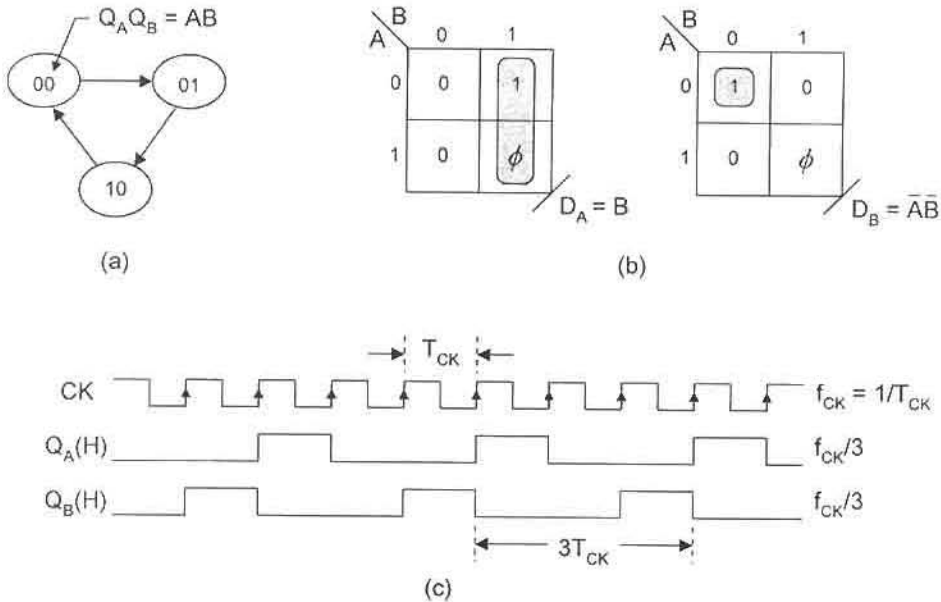 Q_A Q_B = AB
00
01
10
(a)
B
A
0 1
0 0 1
1 0 ϕ
D_A = B
B
A
0 1
0 1 0
1 0 ϕ
D_B = A̅B̅
(b)
T_CK
CK
f_CK = 1/T_CK
Q_A(H)
f_CK/3
Q_B(H)
f_CK/3
3T_CK
(c)